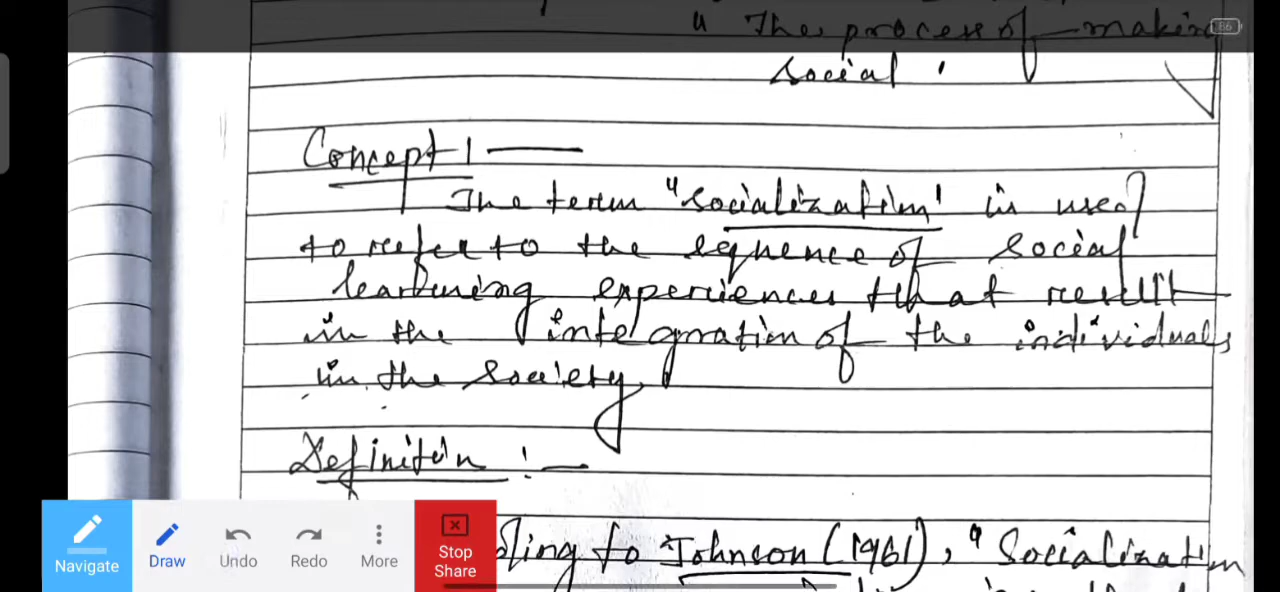 " The process of making
social.
Concept :—
The term "socialization" is used
to refer to the sequence of social
learning experiences that result
in the integration of the individuals
in the society.
Definition :—
ding to Johnson (1961), "Socialization
86
Navigate
Draw
Undo
Redo
More
Stop
Share